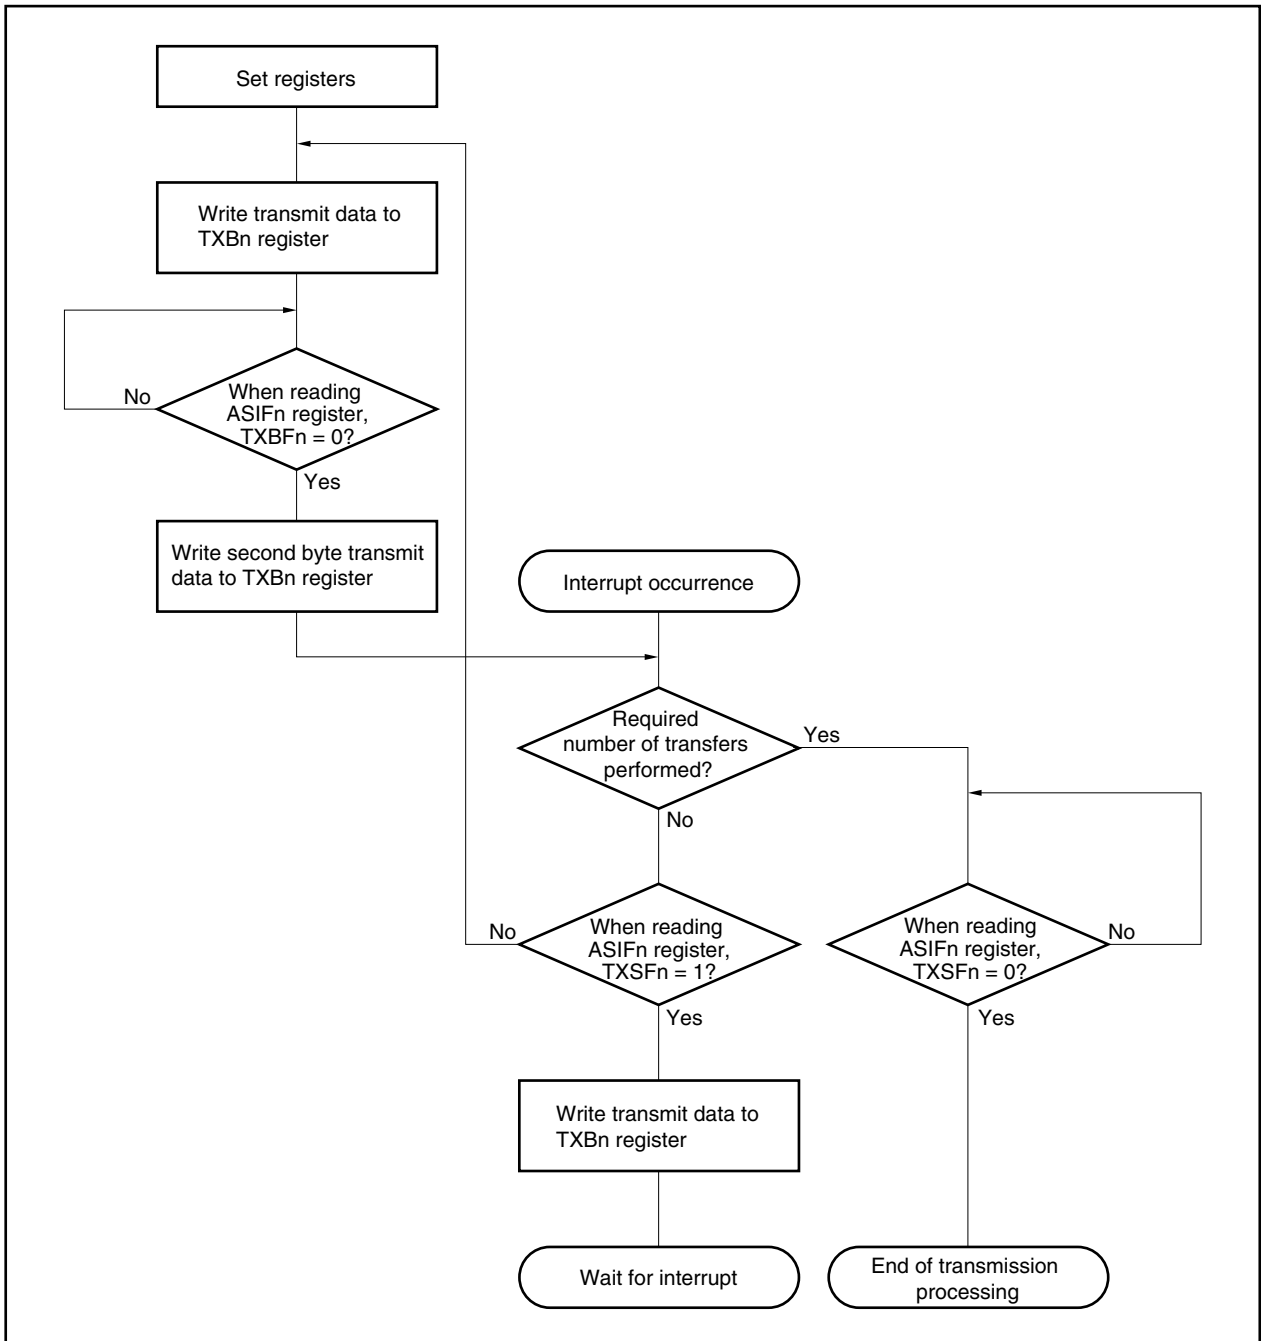 Set registers
Write transmit data to
TXBn register
No
When reading
ASIFn register,
TXBFn = 0?
Yes
Write second byte transmit
data to TXBn register
Interrupt occurrence
Required
number of transfers
performed?
Yes
No
No
When reading
ASIFn register,
TXSFn = 1?
Yes
When reading
ASIFn register,
TXSFn = 0?
No
Yes
Write transmit data to
TXBn register
Wait for interrupt
End of transmission
processing